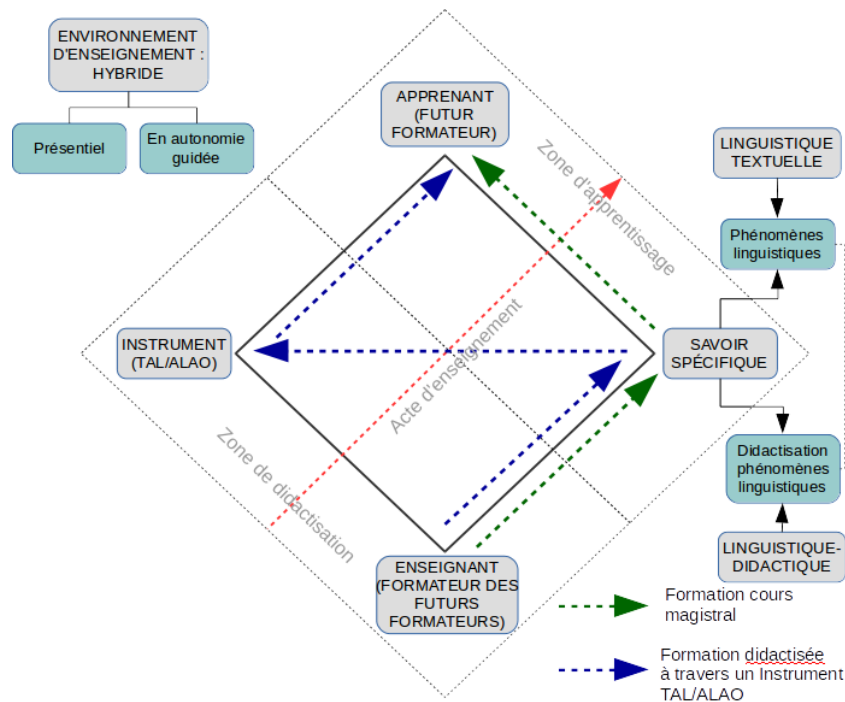 ENVIRONNEMENT
D'ENSEIGNEMENT :
HYBRIDE
Présentiel
En autonomie
guidée
APPRENANT
(FUTUR
FORMATEUR)
Zone d'apprentissage
LINGUISTIQUE
TEXTUELLE
Phénomènes
linguistiques
INSTRUMENT
(TAL/ALAO)
Acte d'enseignement
SAVOIR
SPÉCIFIQUE
Zone de didactisation
Didactisation
phénomènes
linguistiques
LINGUISTIQUE-
DIDACTIQUE
ENSEIGNANT
(FORMATEUR DES
FUTURS
FORMATEURS)
Formation cours
magistral
Formation didactisée
à travers un Instrument
TAL/ALAO